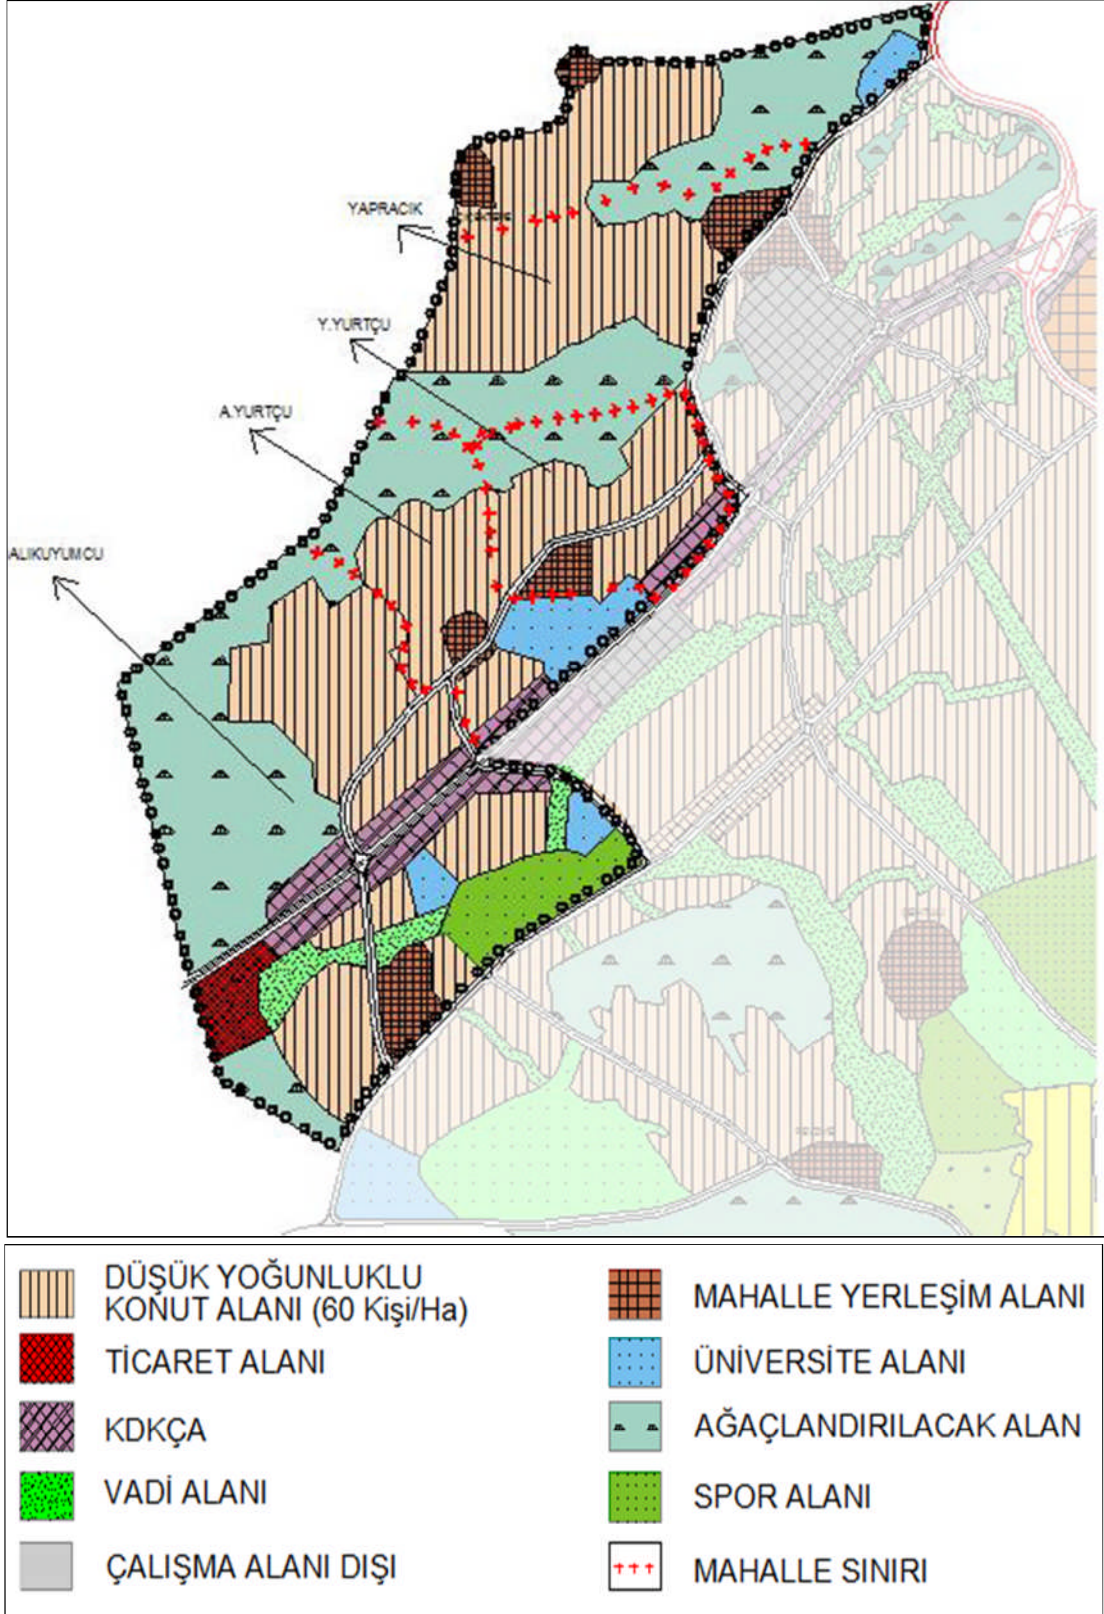 YAPRACIK
Y.YURTÇU
A.YURTÇU
ALIKUYUMCU
DÜŞÜK YOĞUNLUKLU
KONUT ALANI (60 Kişi/Ha)
TİCARET ALANI
KDKÇA
VADİ ALANI
ÇALIŞMA ALANI DIŞI
MAHALLE YERLEŞİM ALANI
ÜNİVERSİTE ALANI
AĞAÇLANDIRILACAK ALAN
SPOR ALANI
MAHALLE SINIRI